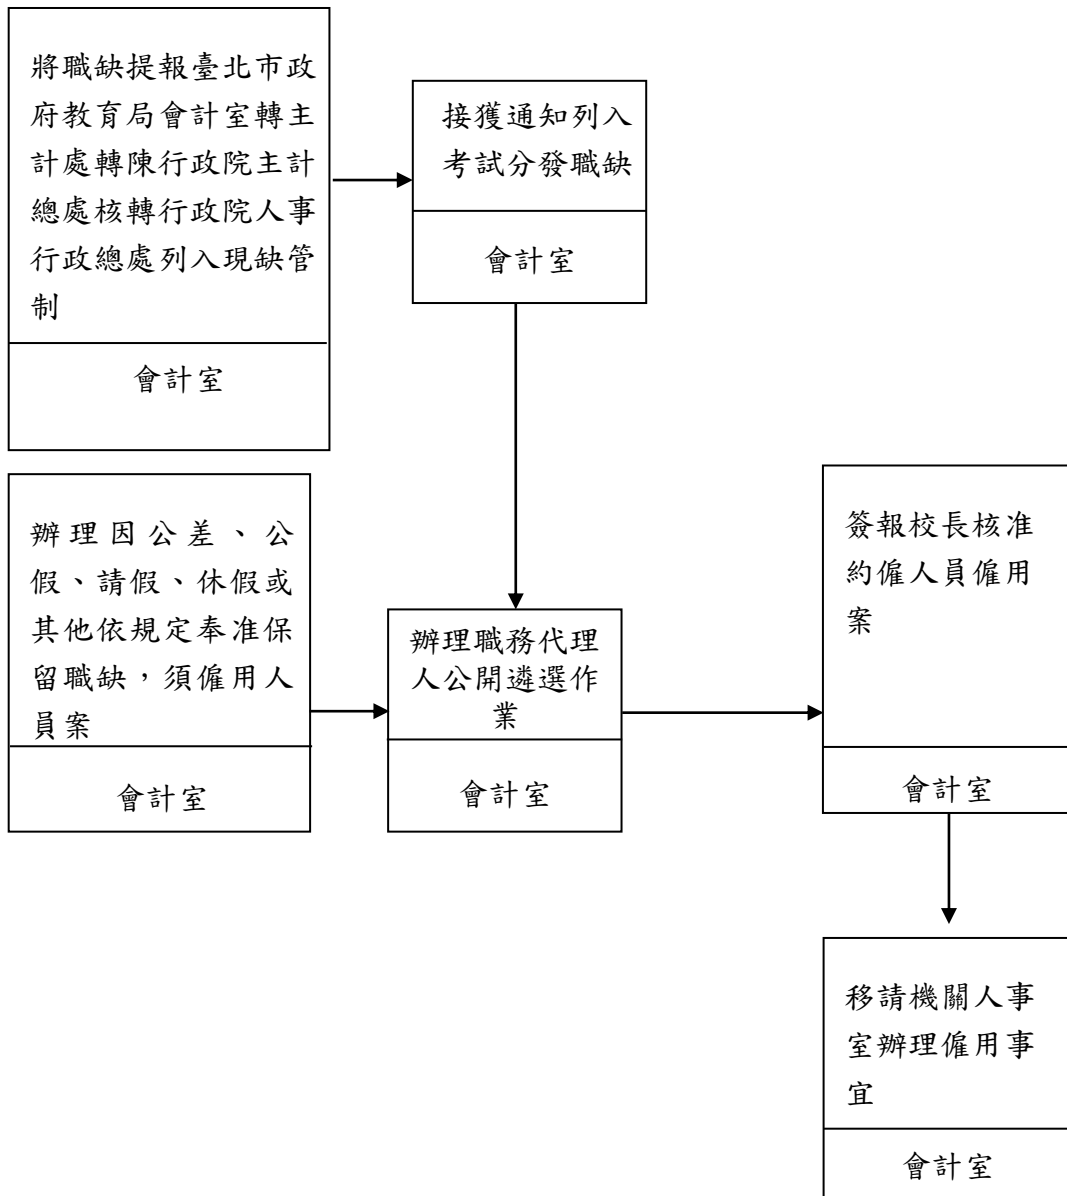 將職缺提報臺北市政
府教育局會計室轉主
計處轉陳行政院主計
總處核轉行政院人事
行政總處列入現缺管
制
會計室
接獲通知列入
考試分發職缺
會計室
辦理因公差、公
假、請假、休假或
其他依規定奉准保
留職缺，須僱用人
員案
會計室
辦理職務代理
人公開遴選作
業
會計室
簽報校長核准
約僱人員僱用
案
會計室
移請機關人事
室辦理僱用事
宜
會計室